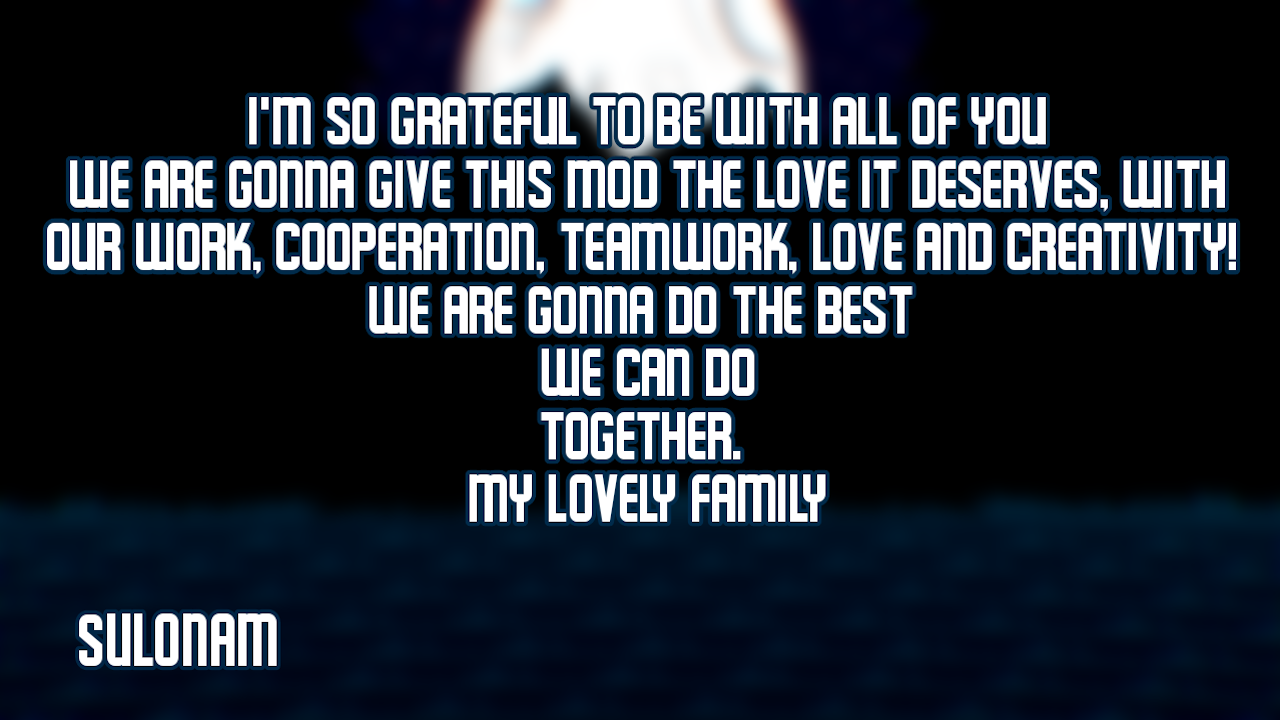 I'M SO GRATEFUL TO BE WITH ALL OF YOU
WE ARE GONNA GIVE THIS MOD THE LOVE IT DESERVES, WITH
OUR WORK, COOPERATION, TEAMWORK, LOVE AND CREATIVITY!
WE ARE GONNA DO THE BEST
WE CAN DO
TOGETHER.
MY LOVELY FAMILY
SULONAM